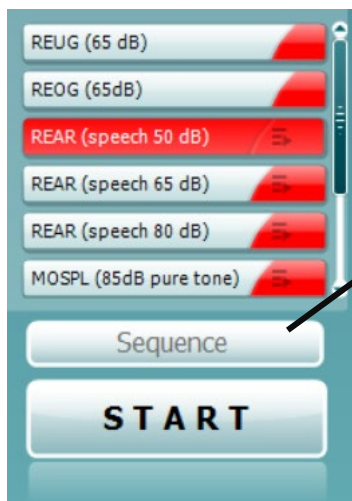 REUG (65 dB)
REOG (65dB)
REAR (speech 50 dB)
REAR (speech 65 dB)
REAR (speech 80 dB)
MOSPL (85dB pure tone)
Sequence
START